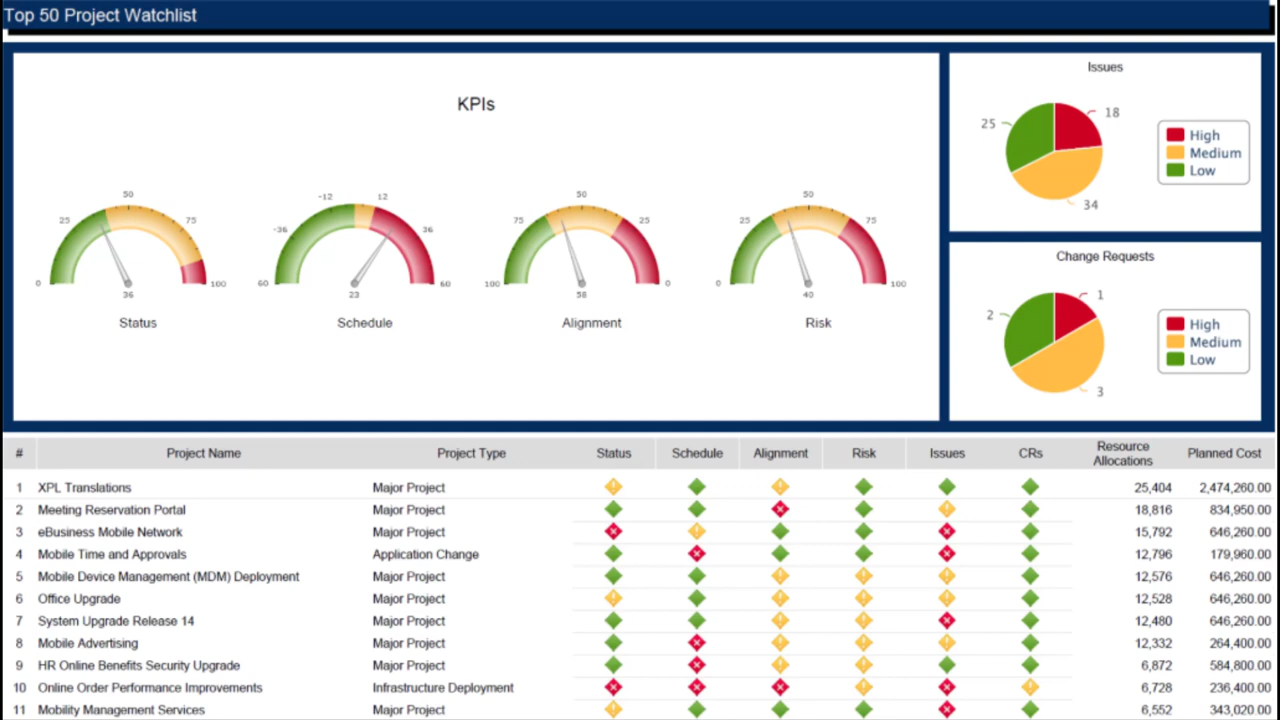 Top 50 Project Watchlist
KPIs
0 25 50 75 100
36
Status
60 -36 -12 12 36 60
23
Schedule
100 75 50 25 0
58
Alignment
0 25 50 75 100
40
Risk
Issues
25 18 34
High
Medium
Low
Change Requests
2 1 3
High
Medium
Low
# Project Name Project Type Status Schedule Alignment Risk Issues CRs Resource Allocations Planned Cost
1 XPL Translations Major Project 25,404 2,474,260.00
2 Meeting Reservation Portal Major Project 18,816 834,950.00
3 eBusiness Mobile Network Major Project 15,792 646,260.00
4 Mobile Time and Approvals Application Change 12,796 179,960.00
5 Mobile Device Management (MDM) Deployment Major Project 12,576 646,260.00
6 Office Upgrade Major Project 12,528 646,260.00
7 System Upgrade Release 14 Major Project 12,480 646,260.00
8 Mobile Advertising Major Project 12,332 264,400.00
9 HR Online Benefits Security Upgrade Major Project 6,872 584,800.00
10 Online Order Performance Improvements Infrastructure Deployment 6,728 236,400.00
11 Mobility Management Services Major Project 6,552 343,020.00